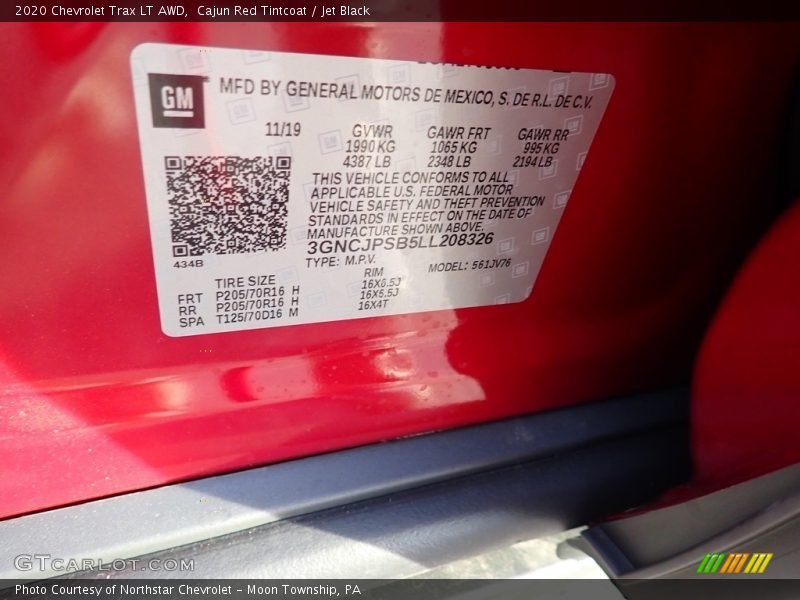 2020 Chevrolet Trax LT AWD, Cajun Red Tintcoat / Jet Black
GM
MFD BY GENERAL MOTORS DE MEXICO, S. DE R.L. DE C.V.
11/19 GVWR GAWR FRT GAWR RR
1990 KG 1065 KG 995 KG
4387 LB 2348 LB 2194 LB
THIS VEHICLE CONFORMS TO ALL
APPLICABLE U.S. FEDERAL MOTOR
VEHICLE SAFETY AND THEFT PREVENTION
STANDARDS IN EFFECT ON THE DATE OF
MANUFACTURE SHOWN ABOVE.
3GNCJPSB5LL208326
434B TYPE: M.P.V. MODEL: 561JV76
TIRE SIZE RIM
FRT P205/70R16 H 16X6.5J
RR P205/70R16 H 16X6.5J
SPA T125/70D16 M 16X4T
GTcarlot.com
Photo Courtesy of Northstar Chevrolet – Moon Township, PA